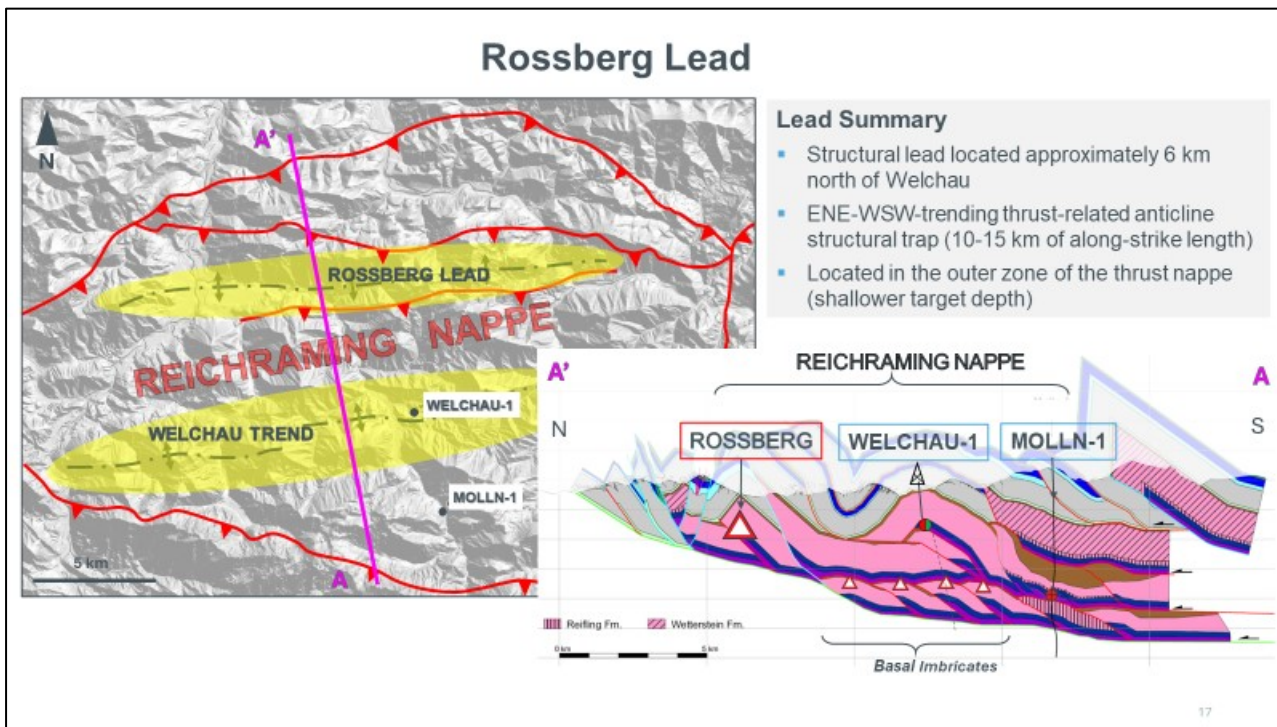 Rossberg Lead
A'
N
ROSSBERG LEAD
REICHRAMING NAPPE
WELCHAU-1
WELCHAU TREND
MOLLN-1
5 km
A
Lead Summary
▪ Structural lead located approximately 6 km
north of Welchau
▪ ENE-WSW-trending thrust-related anticline
structural trap (10-15 km of along-strike length)
▪ Located in the outer zone of the thrust nappe
(shallower target depth)
A'
REICHRAMING NAPPE
A
N
S
ROSSBERG
WELCHAU-1
MOLLN-1
Reifling Fm.
Wetterstein Fm.
0 km
5 km
Basal Imbricates
17